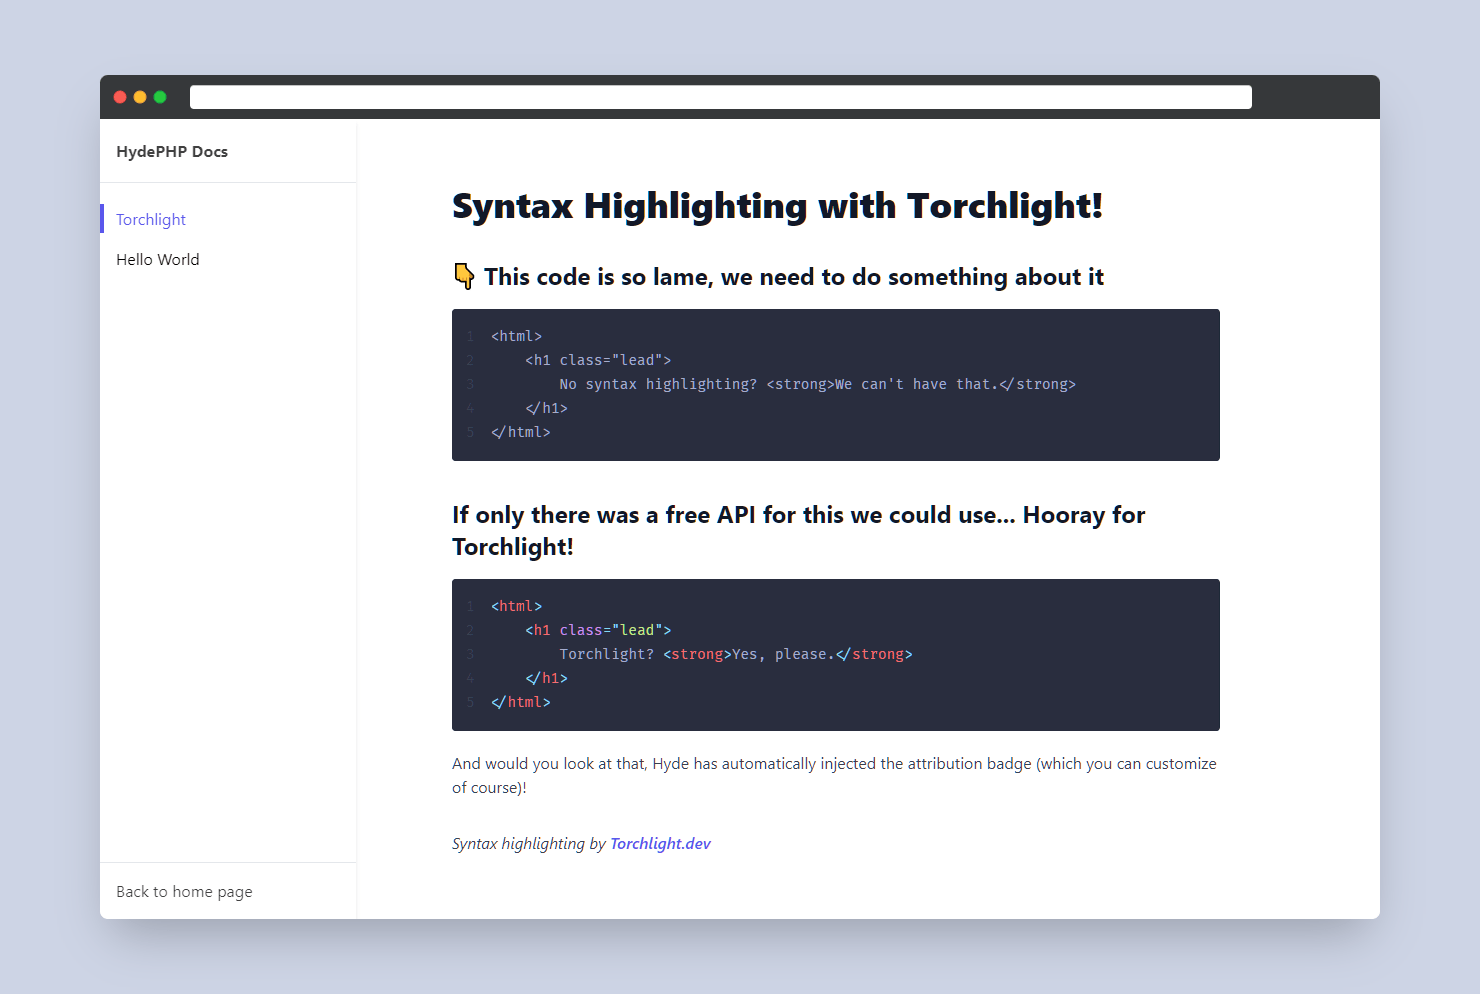 HydePHP Docs
Torchlight
Hello World
Back to home page
Syntax Highlighting with Torchlight!
👇 This code is so lame, we need to do something about it
1 <html>
2     <h1 class="lead">
3         No syntax highlighting? <strong>We can't have that.</strong>
4     </h1>
5 </html>
If only there was a free API for this we could use... Hooray for
Torchlight!
1 <html>
2     <h1 class="lead">
3         Torchlight? <strong>Yes, please.</strong>
4     </h1>
5 </html>
And would you look at that, Hyde has automatically injected the attribution badge (which you can customize
of course)!
Syntax highlighting by Torchlight.dev